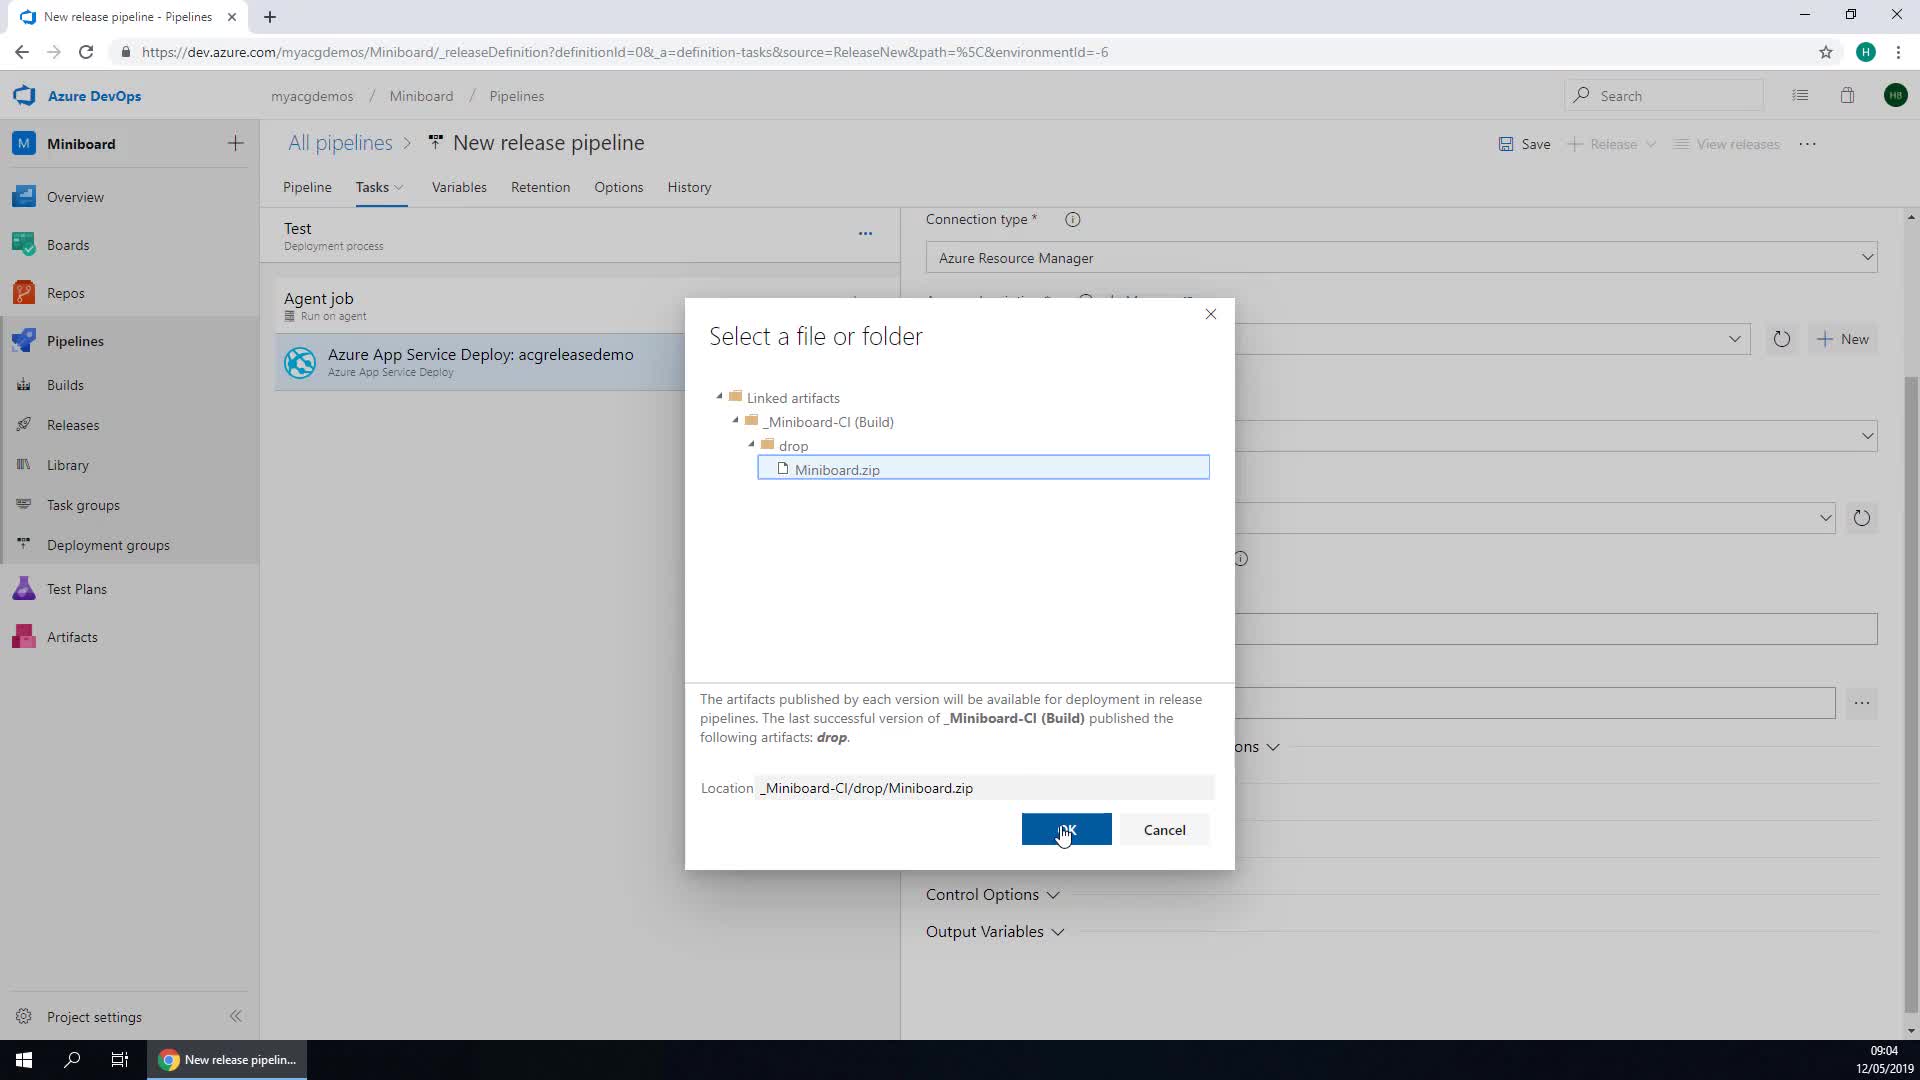 New release pipeline - Pipelines
https://dev.azure.com/myacgdemos/Miniboard/_releaseDefinition?definitionId=0&_a=definition-tasks&source=ReleaseNew&path=%5C&environmentId=-6
H
Azure DevOps
myacgdemos / Miniboard / Pipelines
Search
HB
M Miniboard
All pipelines > New release pipeline
Save
Release
View releases
Pipeline
Tasks
Variables
Retention
Options
History
Overview
Boards
Repos
Pipelines
Builds
Releases
Library
Task groups
Deployment groups
Test Plans
Artifacts
Project settings
Test
Deployment process
Agent job
Run on agent
Azure App Service Deploy: acgreleasedemo
Azure App Service Deploy
Connection type *
Azure Resource Manager
New
ons
Control Options
Output Variables
Select a file or folder
Linked artifacts
_Miniboard-CI (Build)
drop
Miniboard.zip
The artifacts published by each version will be available for deployment in release
pipelines. The last successful version of _Miniboard-CI (Build) published the
following artifacts: drop.
Location _Miniboard-CI/drop/Miniboard.zip
OK
Cancel
New release pipelin...
09:04
12/05/2019